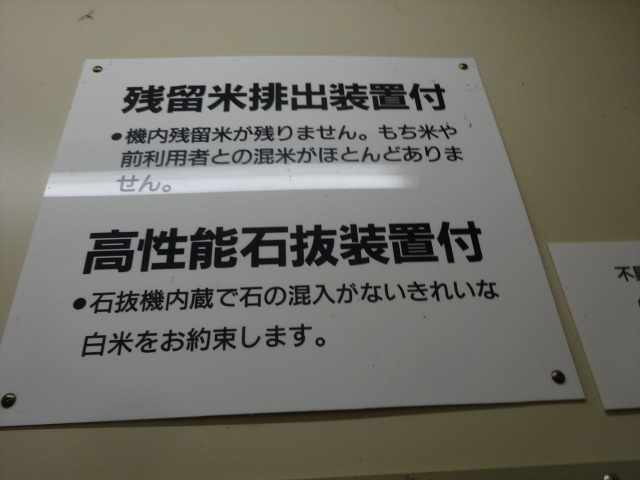 残留米排出装置付
●機内残留米が残りません。もち米や
前利用者との混米がほとんどありま
せん。
高性能石抜装置付
●石抜機内蔵で石の混入がないきれいな
白米をお約束します。
不